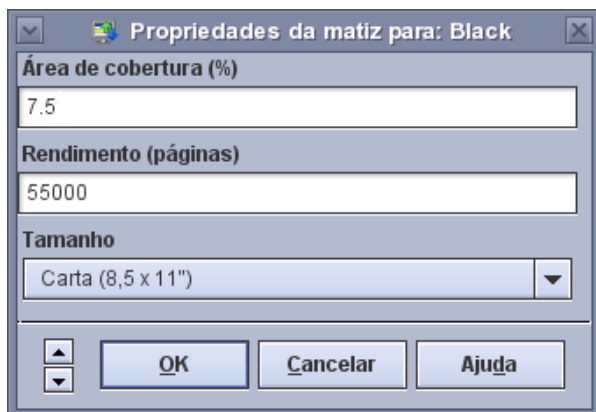 Propriedades da matiz para: Black
Área de cobertura (%)
7.5
Rendimento (páginas)
55000
Tamanho
Carta (8,5 x 11")
OK
Cancelar
Ajuda